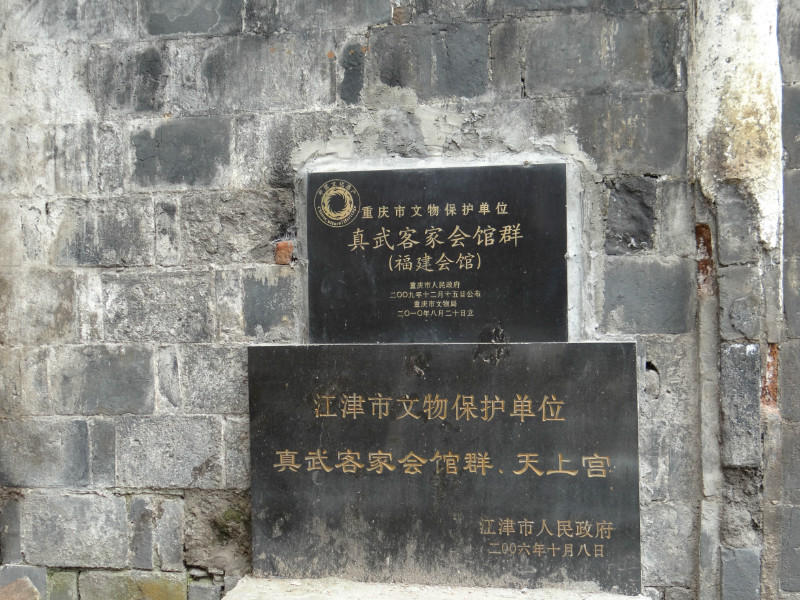 重庆市文物保护单位
真武客家会馆群
(福建会馆)
重庆市人民政府
二〇〇九年十二月十五日公布
重庆市文物局
二〇一〇年八月二十日立
江津市文物保护单位
真武客家会馆群、天上宫
江津市人民政府
二〇〇六年十月八日